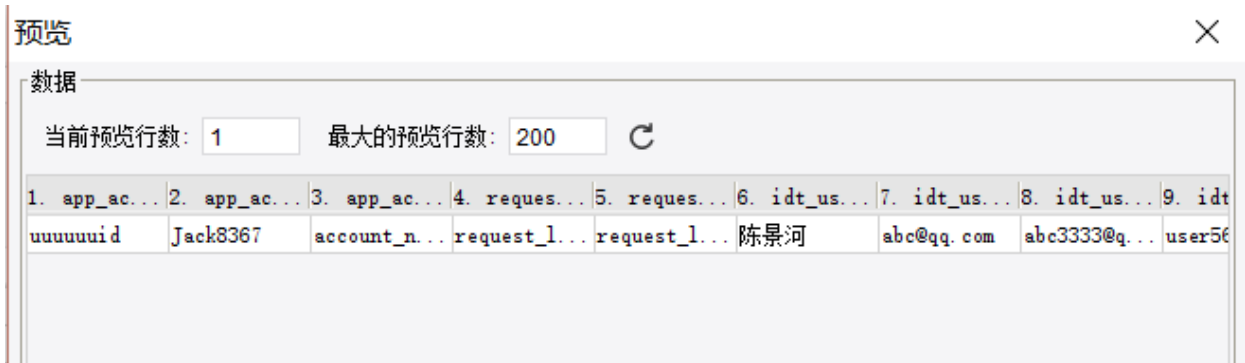 预览
数据
当前预览行数: 1 最大的预览行数: 200
1. app_ac... 2. app_ac... 3. app_ac... 4. reques... 5. reques... 6. idt_us... 7. idt_us... 8. idt_us... 9. idt
uuuuuuid Jack8367 account_n... request_l... request_l... 陈景河 abc@qq.com abc3333@q... user56